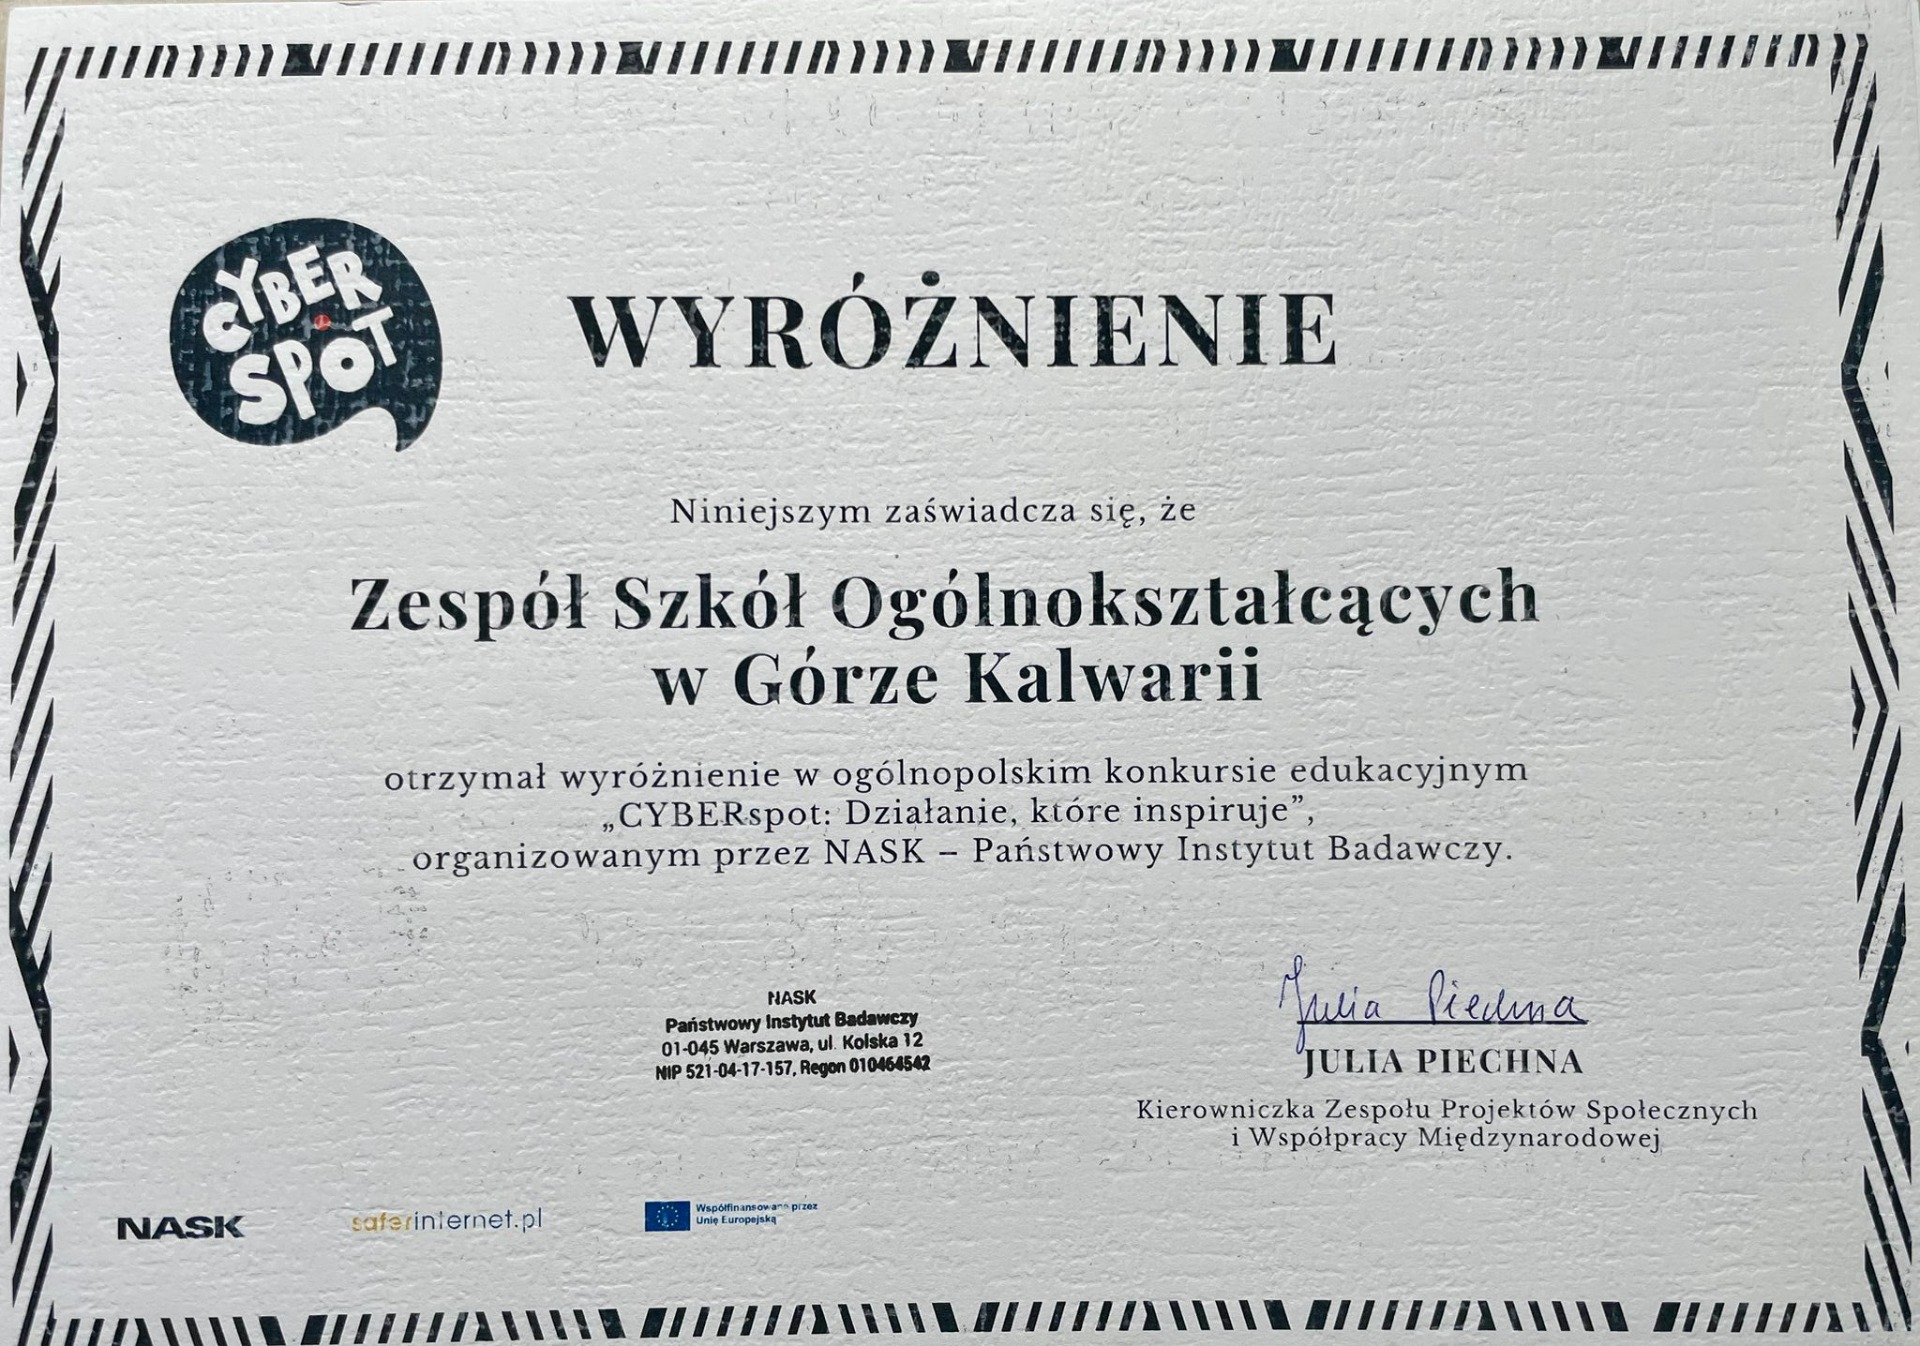 CYBER
SPOT
WYRÓŻNIENIE
Niniejszym zaświadcza się, że
Zespół Szkół Ogólnokształcących
w Górze Kalwarii
otrzymał wyróżnienie w ogólnopolskim konkursie edukacyjnym
„CYBERspot: Działanie, które inspiruje”,
organizowanym przez NASK – Państwowy Instytut Badawczy.
NASK
Państwowy Instytut Badawczy
01-045 Warszawa, ul. Kolska 12
NIP 521-04-17-157, Regon 010464542
Julia Piechna
JULIA PIECHNA
Kierowniczka Zespołu Projektów Społecznych
i Współpracy Międzynarodowej
NASK
saferinternet.pl
Współfinansowane przez
Unię Europejską